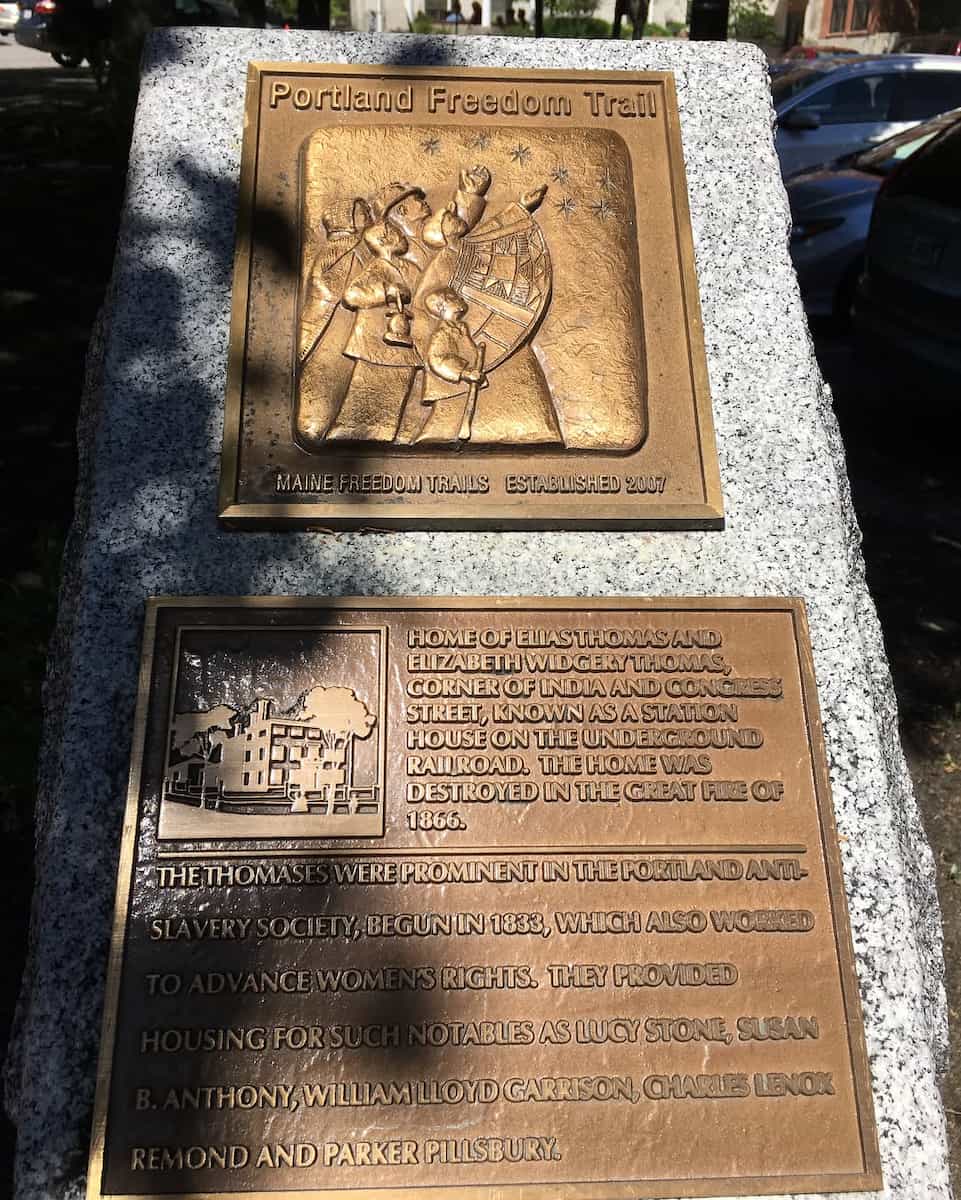 Portland Freedom Trail
MAINE FREEDOM TRAILS ESTABLISHED 2007
HOME OF ELIAS THOMAS AND
ELIZABETH WIDGERY THOMAS,
CORNER OF INDIA AND CONGRESS
STREET, KNOWN AS A STATION
HOUSE ON THE UNDERGROUND
RAILROAD. THE HOME WAS
DESTROYED IN THE GREAT FIRE OF
1866.
THE THOMASES WERE PROMINENT IN THE PORTLAND ANTI-
SLAVERY SOCIETY, BEGUN IN 1833, WHICH ALSO WORKED
TO ADVANCE WOMEN'S RIGHTS. THEY PROVIDED
HOUSING FOR SUCH NOTABLES AS LUCY STONE, SUSAN
B. ANTHONY, WILLIAM LLOYD GARRISON, CHARLES LENOX
REMOND AND PARKER PILLSBURY.